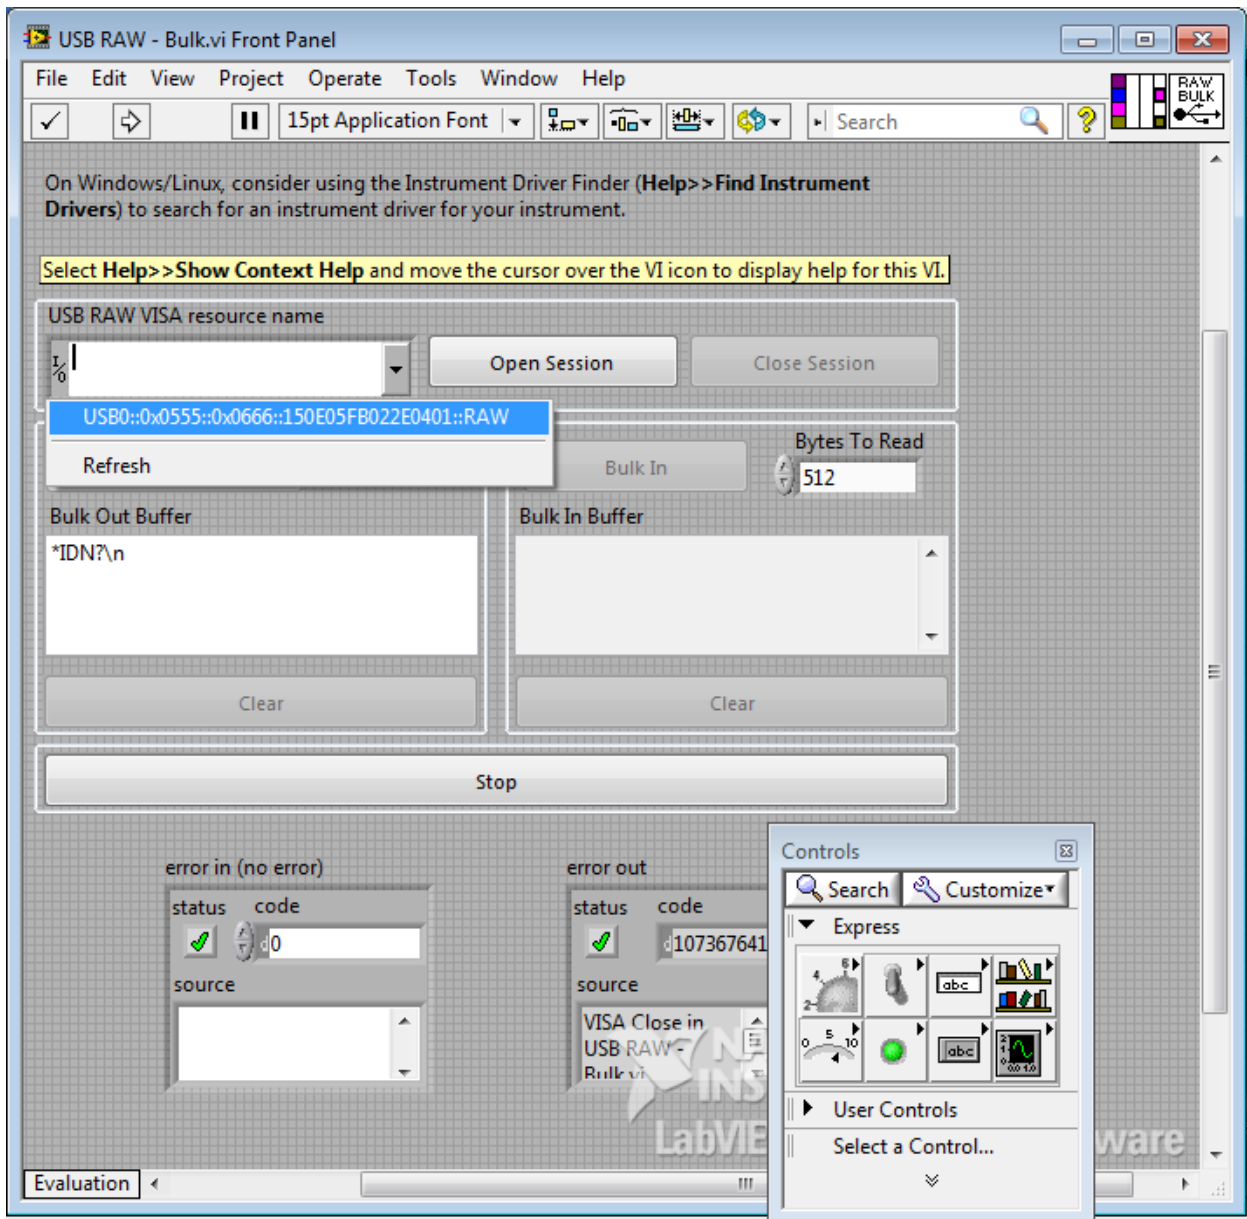 USB RAW - Bulk.vi Front Panel
File Edit View Project Operate Tools Window Help
RAW
BULK
15pt Application Font
Search
On Windows/Linux, consider using the Instrument Driver Finder (Help>>Find Instrument
Drivers) to search for an instrument driver for your instrument.
Select Help>>Show Context Help and move the cursor over the VI icon to display help for this VI.
USB RAW VISA resource name
Open Session
Close Session
USB0::0x0555::0x0666::150E05FB022E0401::RAW
Refresh
Bulk In
Bytes To Read
512
Bulk Out Buffer
Bulk In Buffer
*IDN?\n
Clear
Clear
Stop
error in (no error)
status code
d 0
source
error out
status code
d 107367641
source
VISA Close in
USB RAW -
Bulk.vi
LabVIE
ware
Controls
Search
Customize
Express
abc
abc
User Controls
Select a Control...
Evaluation